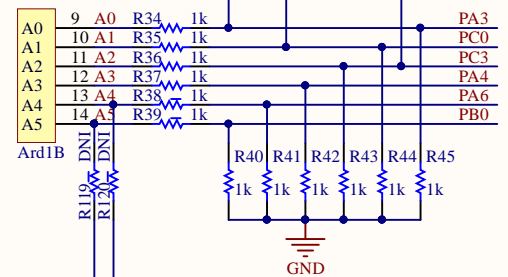 A0 9 A0 R34 1k PA3
A1 10 A1 R35 1k PC0
A2 11 A2 R36 1k PC3
A3 12 A3 R37 1k PA4
A4 13 A4 R38 1k PA6
A5 14 A5 R39 1k PB0
Ard1B
DNI DNI
R119 R120
R40 R41 R42 R43 R44 R45
1k 1k 1k 1k 1k 1k
GND